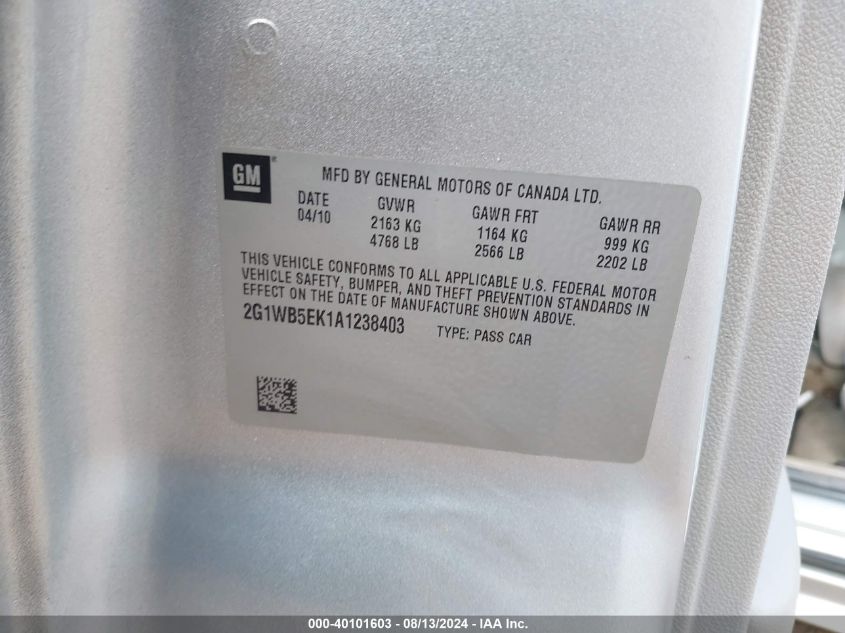 GM
MFD BY GENERAL MOTORS OF CANADA LTD.
DATE GVWR GAWR FRT GAWR RR
04/10 2163 KG 1164 KG 999 KG
4768 LB 2566 LB 2202 LB
THIS VEHICLE CONFORMS TO ALL APPLICABLE U.S. FEDERAL MOTOR
VEHICLE SAFETY, BUMPER, AND THEFT PREVENTION STANDARDS IN
EFFECT ON THE DATE OF MANUFACTURE SHOWN ABOVE.
2G1WB5EK1A1238403 TYPE: PASS CAR
000-40101603 - 08/13/2024 - IAA Inc.